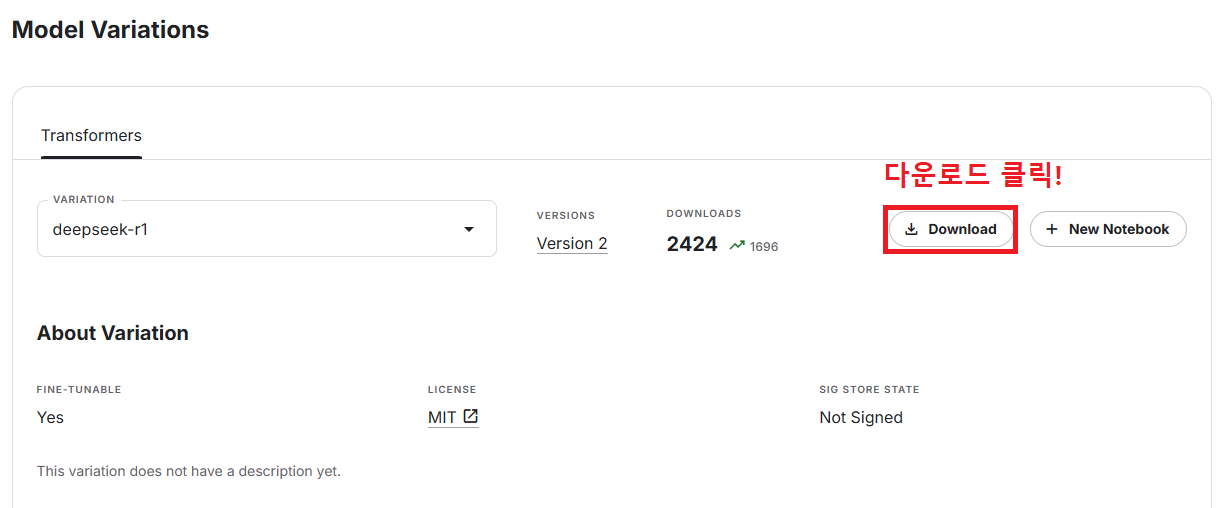 Model Variations
Transformers
다운로드 클릭!
VARIATION
deepseek-r1
VERSIONS
Version 2
DOWNLOADS
2424 1696
Download
New Notebook
About Variation
FINE-TUNABLE
Yes
LICENSE
MIT
SIG STORE STATE
Not Signed
This variation does not have a description yet.